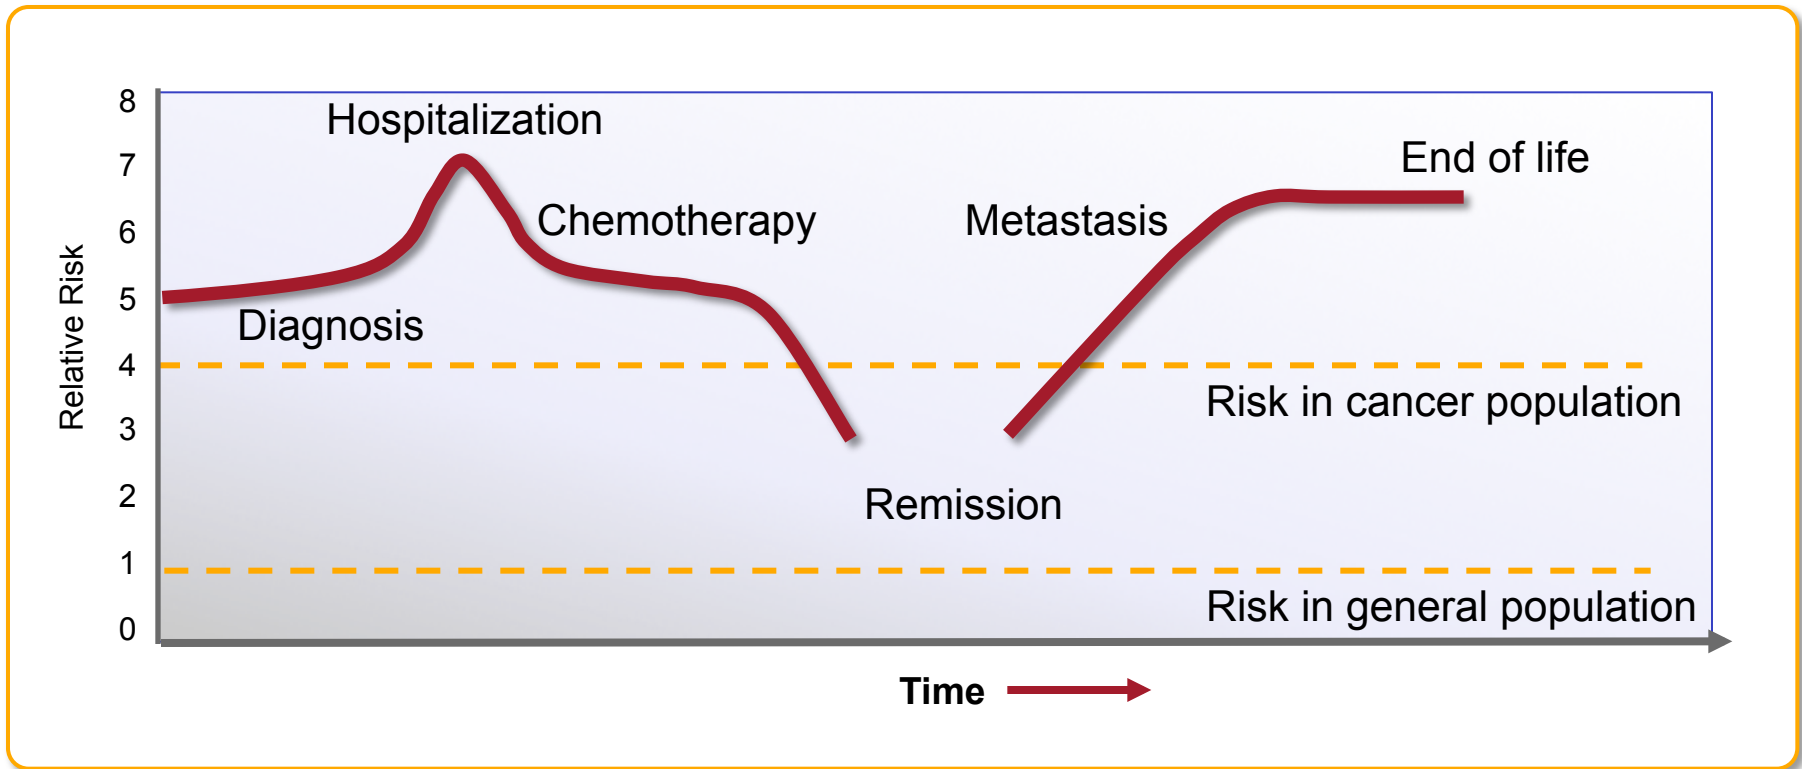 8
Hospitalization
7
End of life
6
Chemotherapy
Metastasis
5
Diagnosis
Relative Risk
4
Risk in cancer population
3
2
Remission
1
Risk in general population
0
Time